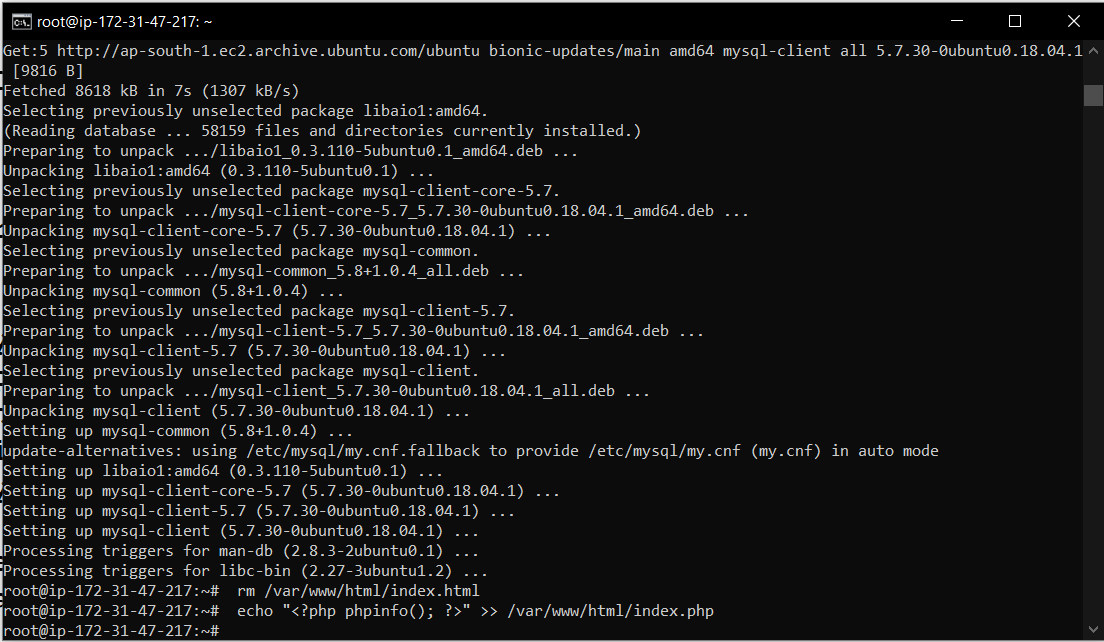 root@ip-172-31-47-217: ~
Get:5 http://ap-south-1.ec2.archive.ubuntu.com/ubuntu bionic-updates/main amd64 mysql-client all 5.7.30-0ubuntu0.18.04.1
 [9816 B]
Fetched 8618 kB in 7s (1307 kB/s)
Selecting previously unselected package libaio1:amd64.
(Reading database ... 58159 files and directories currently installed.)
Preparing to unpack .../libaio1_0.3.110-5ubuntu0.1_amd64.deb ...
Unpacking libaio1:amd64 (0.3.110-5ubuntu0.1) ...
Selecting previously unselected package mysql-client-core-5.7.
Preparing to unpack .../mysql-client-core-5.7_5.7.30-0ubuntu0.18.04.1_amd64.deb ...
Unpacking mysql-client-core-5.7 (5.7.30-0ubuntu0.18.04.1) ...
Selecting previously unselected package mysql-common.
Preparing to unpack .../mysql-common_5.8+1.0.4_all.deb ...
Unpacking mysql-common (5.8+1.0.4) ...
Selecting previously unselected package mysql-client-5.7.
Preparing to unpack .../mysql-client-5.7_5.7.30-0ubuntu0.18.04.1_amd64.deb ...
Unpacking mysql-client-5.7 (5.7.30-0ubuntu0.18.04.1) ...
Selecting previously unselected package mysql-client.
Preparing to unpack .../mysql-client_5.7.30-0ubuntu0.18.04.1_all.deb ...
Unpacking mysql-client (5.7.30-0ubuntu0.18.04.1) ...
Setting up mysql-common (5.8+1.0.4) ...
update-alternatives: using /etc/mysql/my.cnf.fallback to provide /etc/mysql/my.cnf (my.cnf) in auto mode
Setting up libaio1:amd64 (0.3.110-5ubuntu0.1) ...
Setting up mysql-client-core-5.7 (5.7.30-0ubuntu0.18.04.1) ...
Setting up mysql-client-5.7 (5.7.30-0ubuntu0.18.04.1) ...
Setting up mysql-client (5.7.30-0ubuntu0.18.04.1) ...
Processing triggers for man-db (2.8.3-2ubuntu0.1) ...
Processing triggers for libc-bin (2.27-3ubuntu1.2) ...
root@ip-172-31-47-217:~#  rm /var/www/html/index.html
root@ip-172-31-47-217:~#  echo "<?php phpinfo(); ?>" >> /var/www/html/index.php
root@ip-172-31-47-217:~#